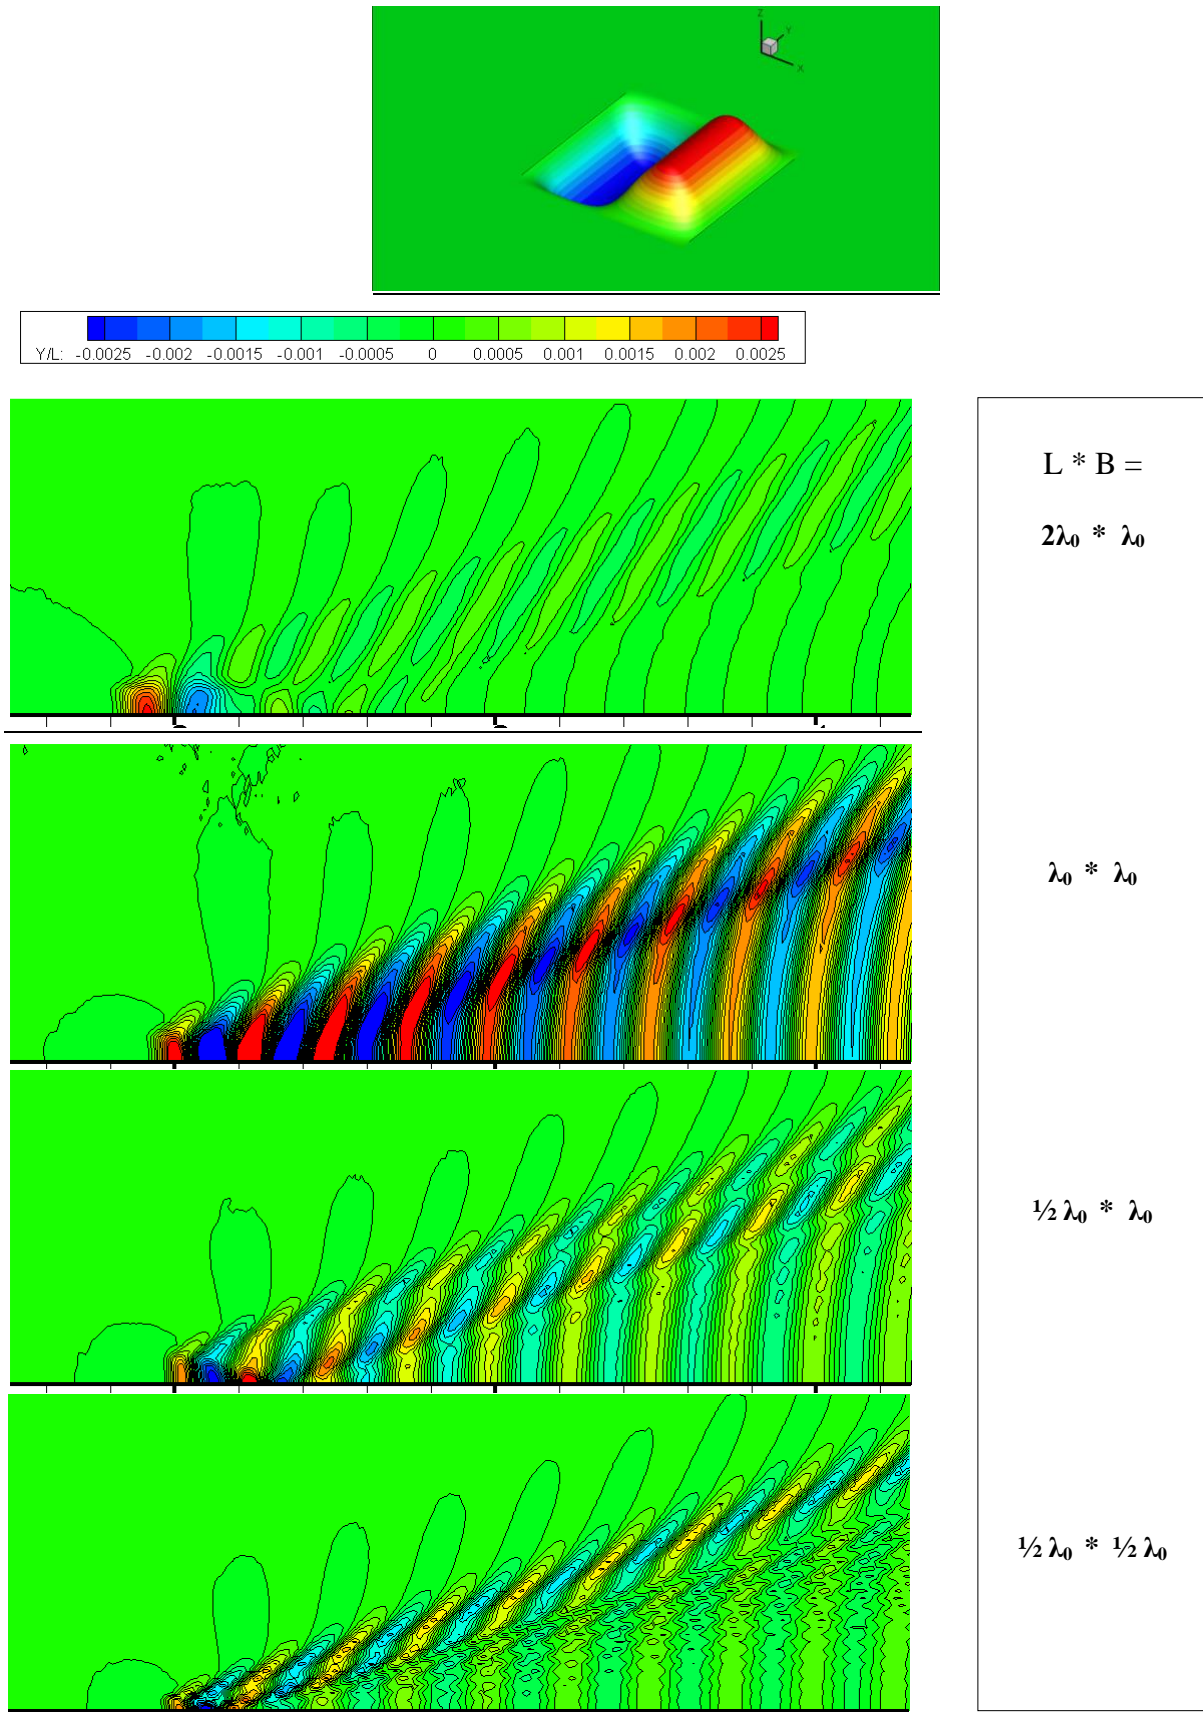 Z
Y
X
Y/L: -0.0025 -0.002 -0.0015 -0.001 -0.0005 0 0.0005 0.001 0.0015 0.002 0.0025
L * B =
2λ₀ * λ₀
λ₀ * λ₀
½ λ₀ * λ₀
½ λ₀ * ½ λ₀